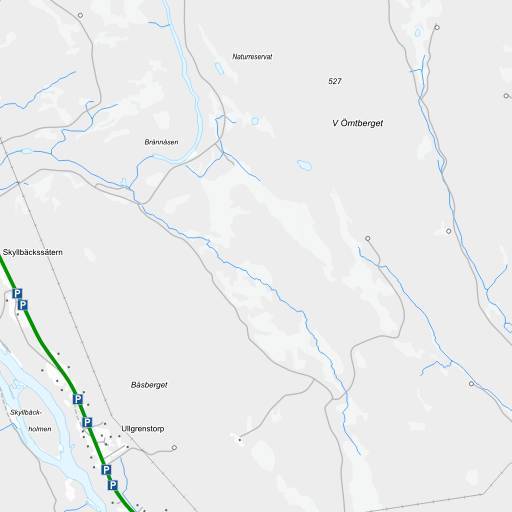 Naturreservat
527
V Ömtberget
Brännåsen
Skyllbäckssätern
P
P
Båsberget
P
Skyllbäck-
holmen
P
Ullgrenstorp
P
P